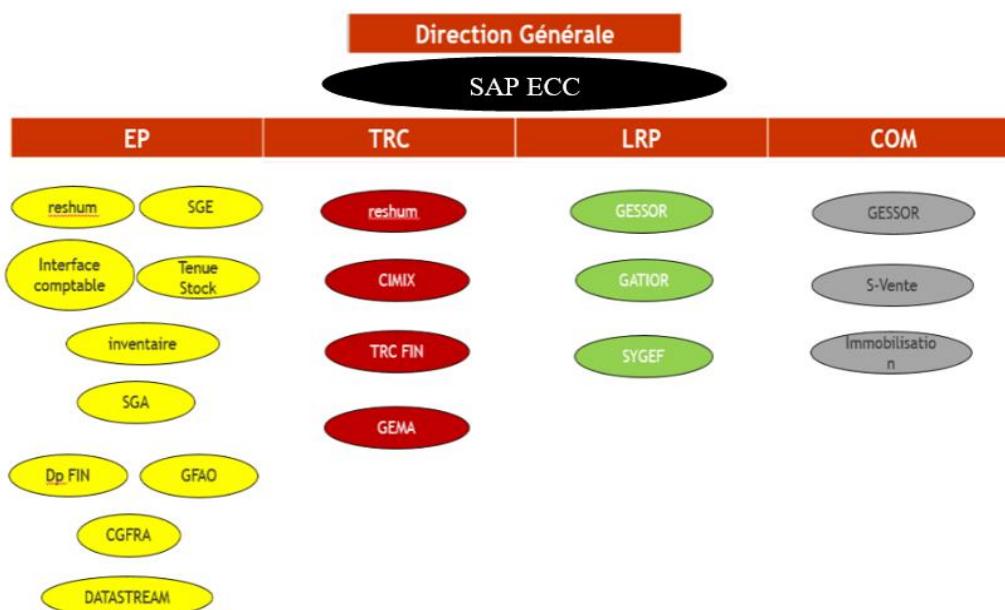 Direction Générale
SAP ECC
EP
TRC
LRP
COM
reshum
SGE
reshum
GESSOR
GESSOR
Interface
comptable
Tenue
Stock
CIMIX
GATIOR
S-Vente
inventaire
TRC FIN
SYGEF
Immobilisatio
n
SGA
GEMA
Dp FIN
GFAO
CGFRA
DATASTREAM